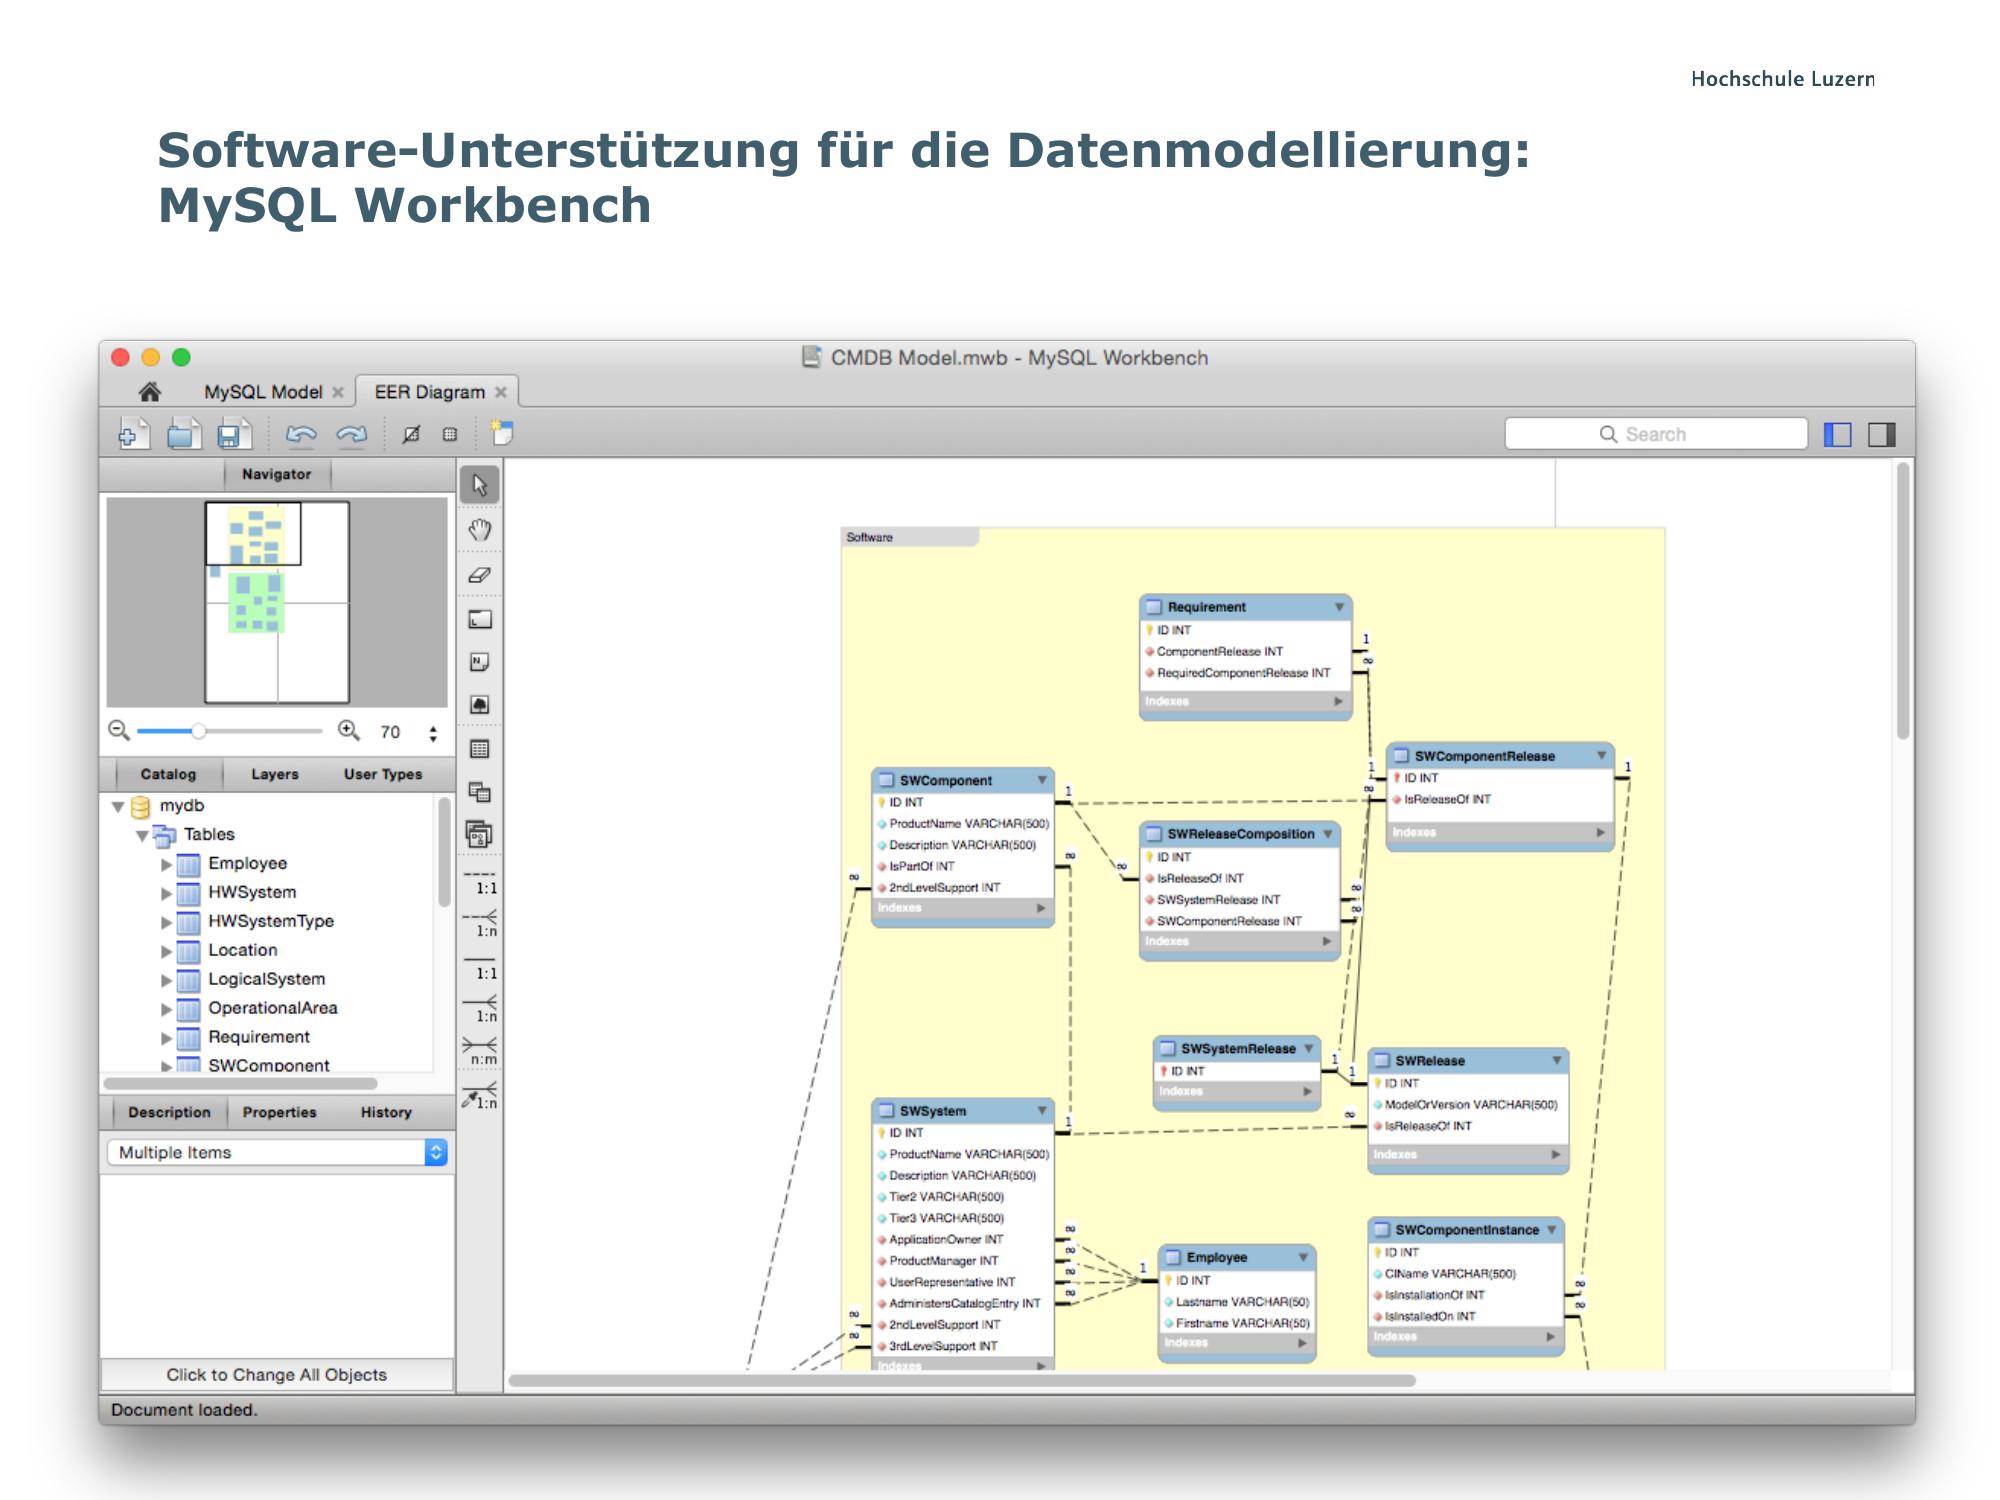 Hochschule Luzern
Software-Unterstützung für die Datenmodellierung:
MySQL Workbench
CMDB Model.mwb - MySQL Workbench
MySQL Model
EER Diagram
Search
Navigator
70
Catalog
Layers
User Types
mydb
Tables
Employee
HWSystem
HWSystemType
Location
LogicalSystem
OperationalArea
Requirement
SWComponent
Description
Properties
History
Multiple Items
Click to Change All Objects
Document loaded.
1:1
1:n
1:1
1:n
n:m
1:n
Software
Requirement
ID INT
ComponentRelease INT
RequiredComponentRelease INT
Indexes
1
∞
SWComponentRelease
ID INT
IsReleaseOf INT
Indexes
1
∞
1
SWComponent
ID INT
ProductName VARCHAR(500)
Description VARCHAR(500)
IsPartOf INT
2ndLevelSupport INT
Indexes
1
∞
∞
SWReleaseComposition
ID INT
IsReleaseOf INT
SWSystemRelease INT
SWComponentRelease INT
Indexes
∞
∞
∞
SWSystemRelease
ID INT
Indexes
1
SWRelease
ID INT
ModelOrVersion VARCHAR(500)
IsReleaseOf INT
Indexes
1
∞
SWSystem
ID INT
ProductName VARCHAR(500)
Description VARCHAR(500)
Tier2 VARCHAR(500)
Tier3 VARCHAR(500)
ApplicationOwner INT
ProductManager INT
UserRepresentative INT
AdministersCatalogEntry INT
2ndLevelSupport INT
3rdLevelSupport INT
Indexes
1
∞
∞
∞
∞
∞
∞
Employee
ID INT
Lastname VARCHAR(50)
Firstname VARCHAR(50)
Indexes
1
SWComponentInstance
ID INT
CIName VARCHAR(500)
IsInstallationOf INT
IsInstalledOn INT
Indexes
∞
∞